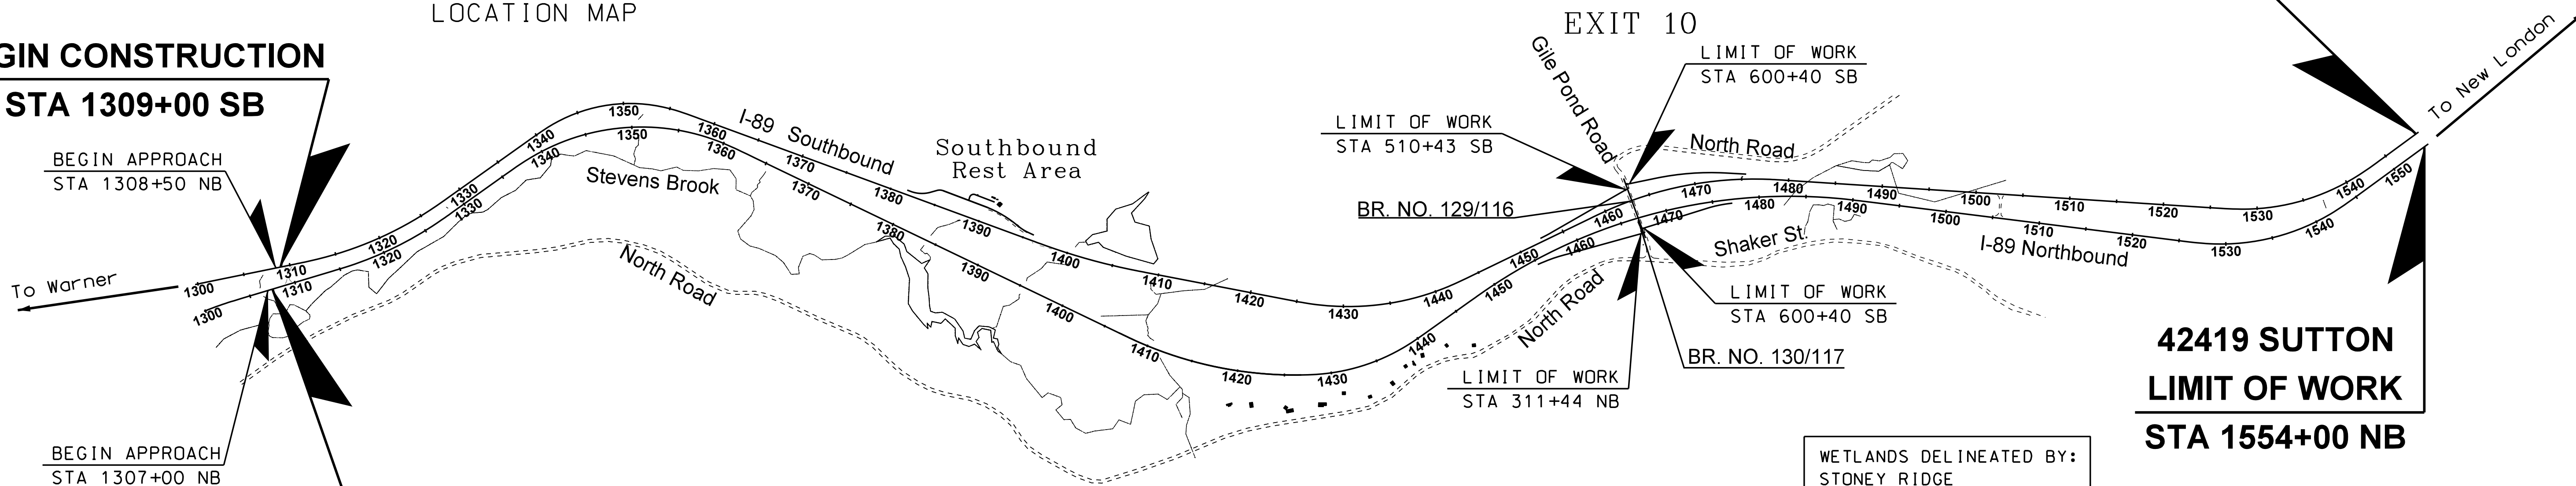 LOCATION MAP
GIN CONSTRUCTION
STA 1309+00 SB
BEGIN APPROACH
STA 1308+50 NB
To Warner
BEGIN APPROACH
STA 1307+00 NB
1300
1310
1320
1330
1340
1350
1360
1370
1380
1390
1400
1410
1420
1430
1440
1450
1460
1470
1480
1490
1500
1510
1520
1530
1540
1300
1310
1320
1330
1340
1350
1360
1370
1380
1390
1400
1410
1420
1430
1440
1450
1460
1470
1480
1490
1500
1510
1520
1530
1540
1550
I-89 Southbound
Stevens Brook
North Road
Southbound
Rest Area
EXIT 10
Gile Pond Road
LIMIT OF WORK
STA 600+40 SB
LIMIT OF WORK
STA 510+43 SB
BR. NO. 129/116
North Road
Shaker St.
I-89 Northbound
North Road
LIMIT OF WORK
STA 600+40 SB
BR. NO. 130/117
LIMIT OF WORK
STA 311+44 NB
To New London
42419 SUTTON
LIMIT OF WORK
STA 1554+00 NB
WETLANDS DELINEATED BY:
STONEY RIDGE